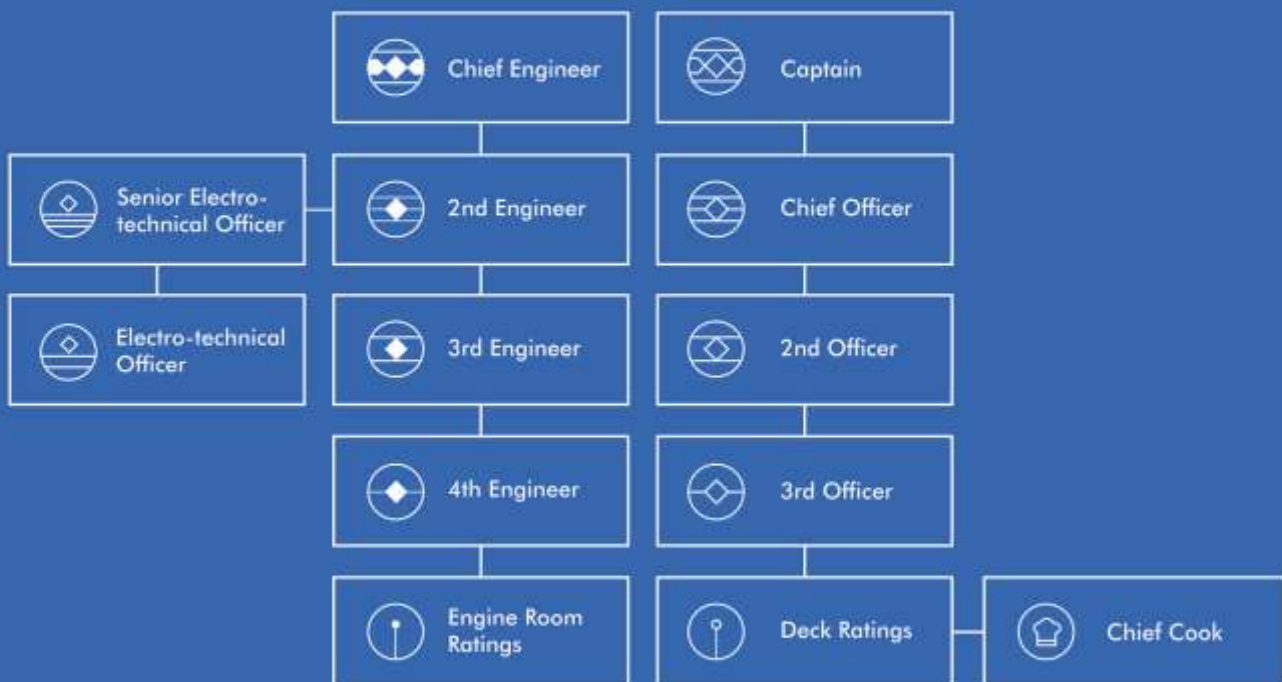 Chief Engineer
Captain
Senior Electro-
technical Officer
2nd Engineer
Chief Officer
Electro-technical
Officer
3rd Engineer
2nd Officer
4th Engineer
3rd Officer
Engine Room
Ratings
Deck Ratings
Chief Cook